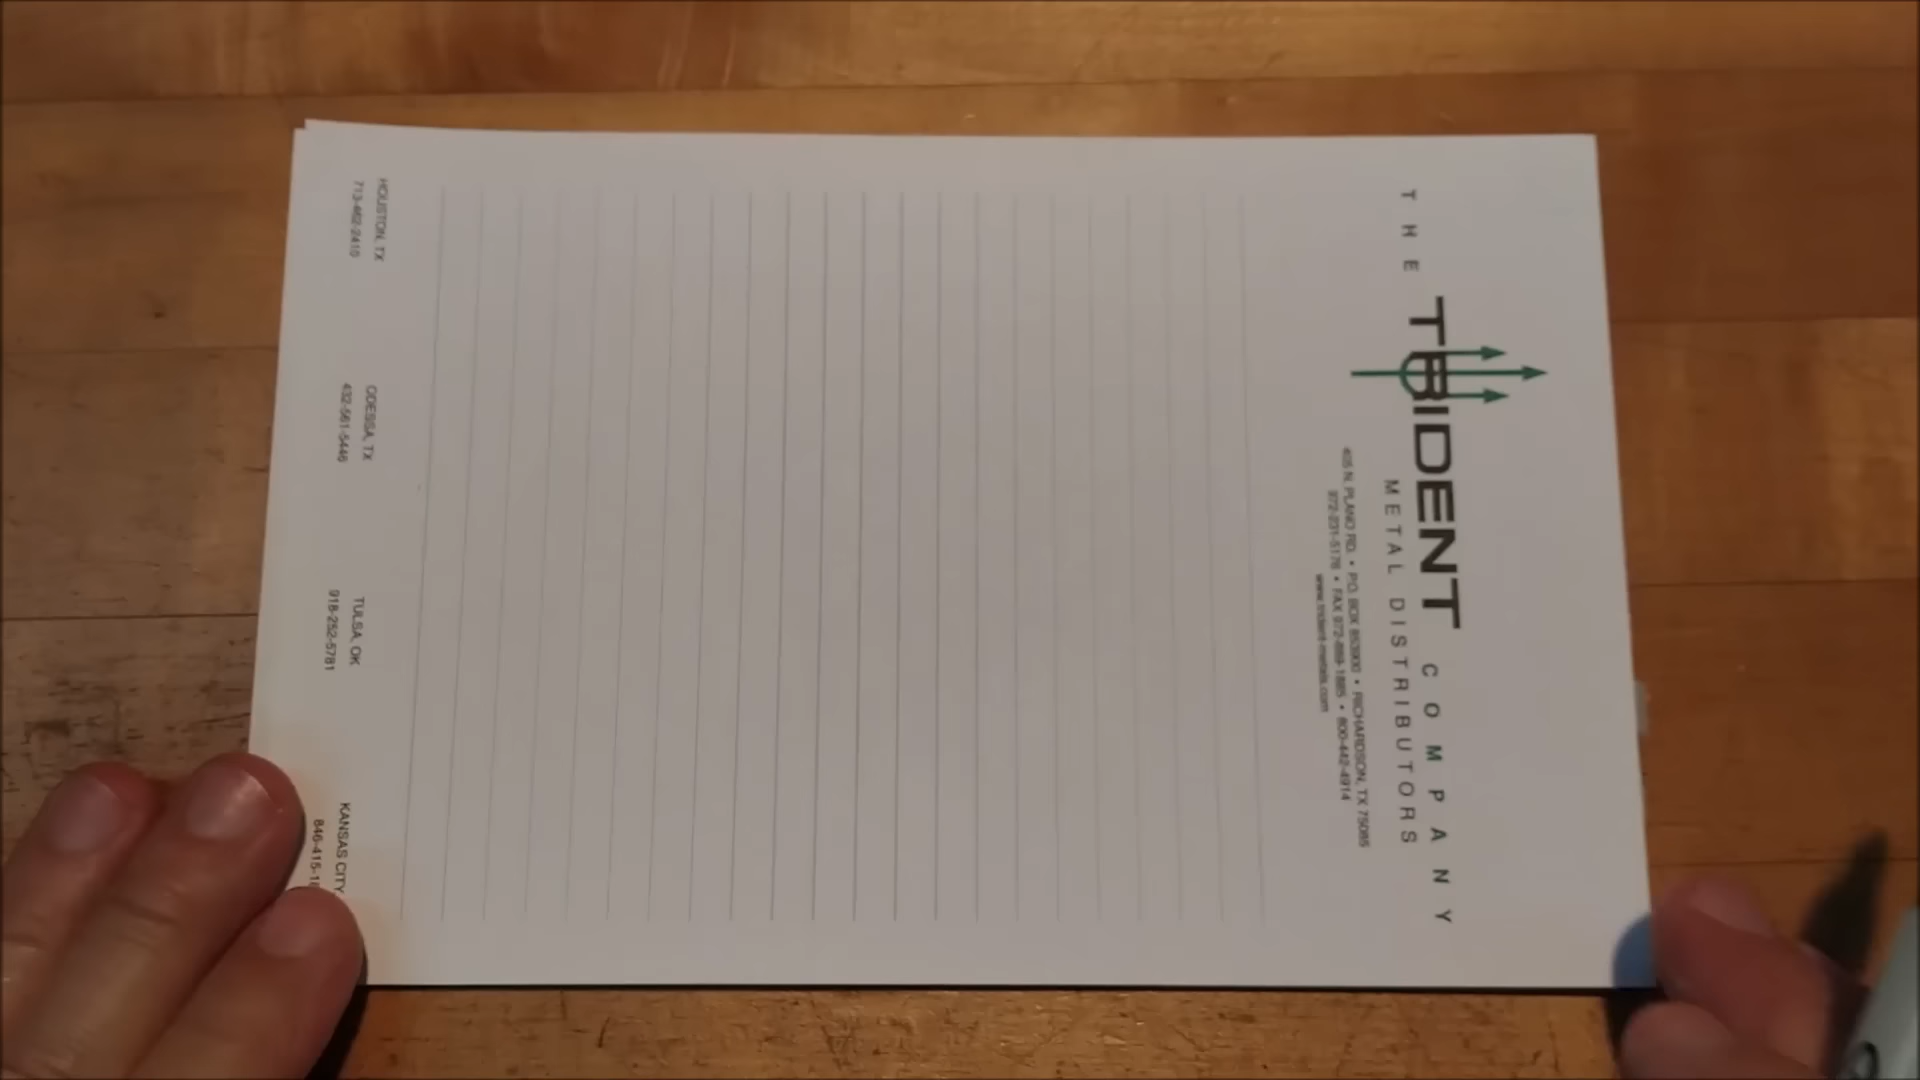 THE TRIDENT COMPANY
METAL DISTRIBUTORS
405 N. PLANO RD. • P.O. BOX 853900 • RICHARDSON, TX 75085
972-231-5176 • FAX 972-889-1885 • 800-442-4914
www.trident-metals.com
HOUSTON, TX
713-462-2410
ODESSA, TX
432-561-5446
TULSA, OK
918-252-5781
KANSAS CITY